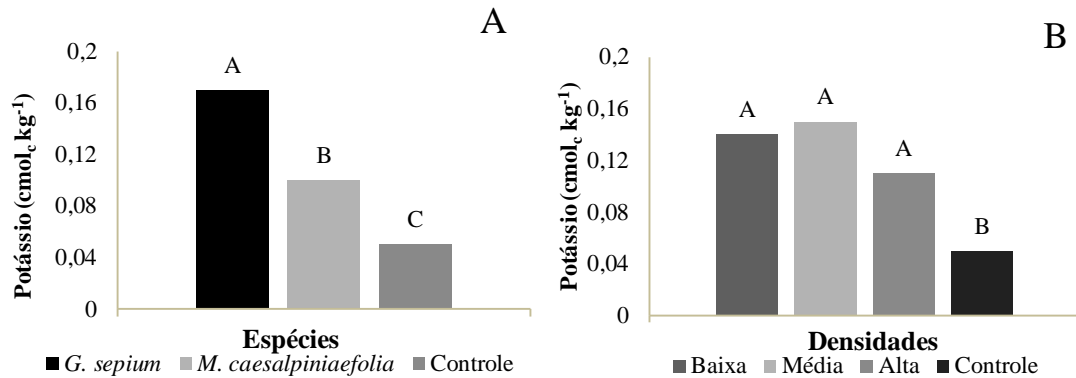 A
Potássio (cmolc kg-1)
0,2
0,16
0,12
0,08
0,04
0
A
B
C
Espécies
G. sepium M. caesalpiniaefolia Controle
B
Potássio (cmolc kg-1)
0,2
0,16
0,12
0,08
0,04
0
A
A
A
B
Densidades
Baixa Média Alta Controle